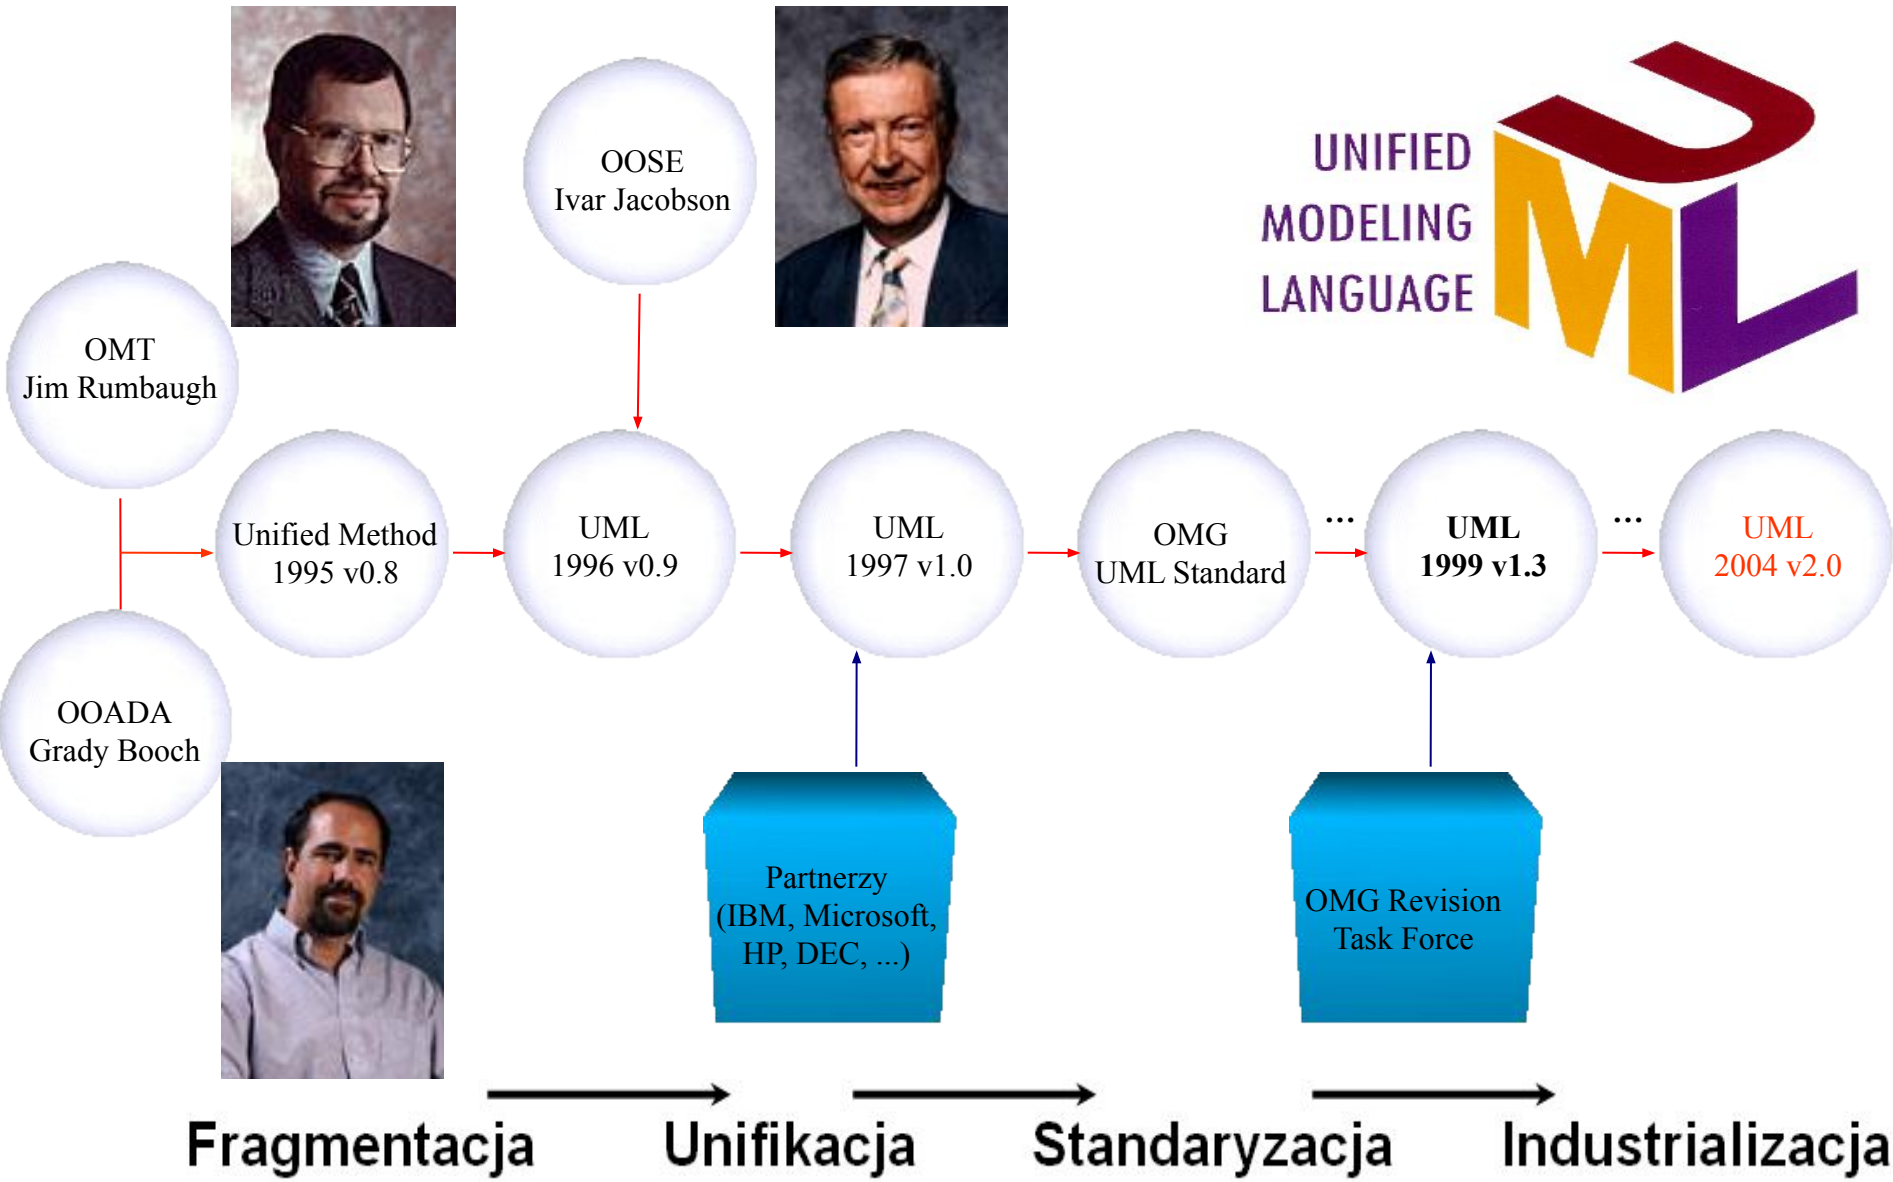 OOSE
Ivar Jacobson
UNIFIED
MODELING
LANGUAGE
UML
OMT
Jim Rumbaugh
Unified Method
1995 v0.8
UML
1996 v0.9
UML
1997 v1.0
OMG
UML Standard
...
UML
1999 v1.3
...
UML
2004 v2.0
OOADA
Grady Booch
Partnerzy
(IBM, Microsoft,
HP, DEC, ...)
OMG Revision
Task Force
Fragmentacja
Unifikacja
Standaryzacja
Industrializacja